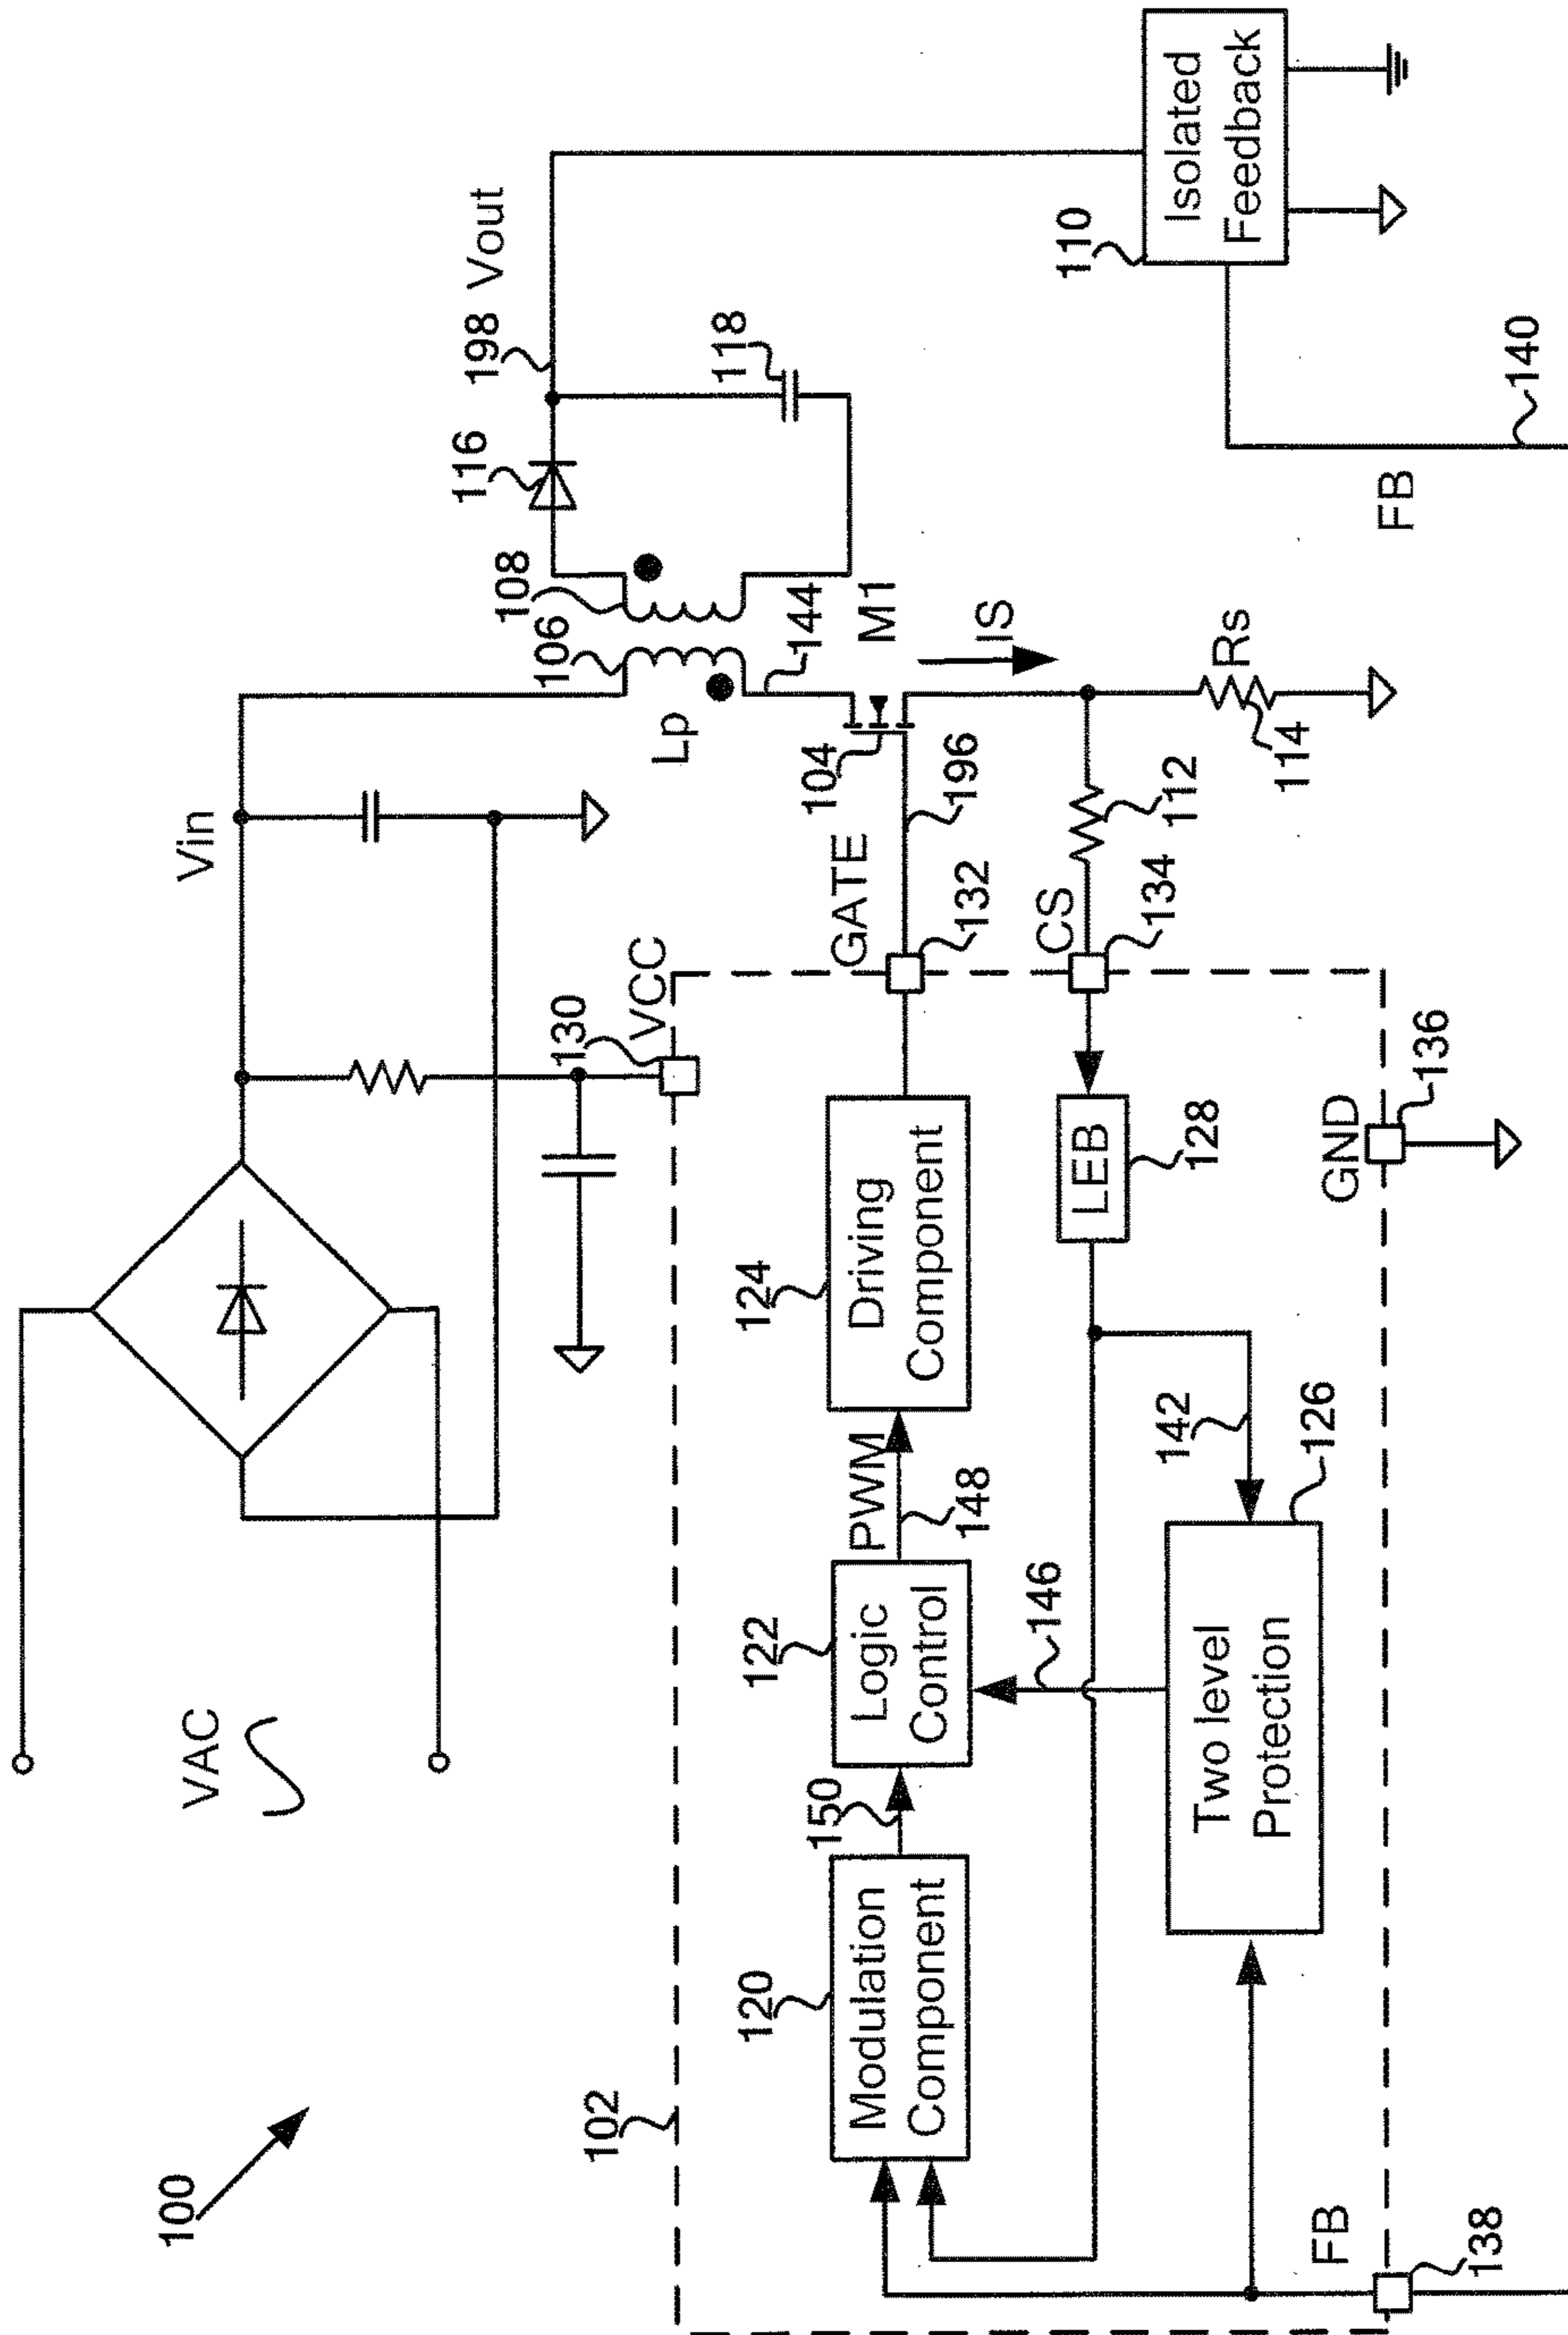 100
VAC
Vin
198 Vout
116
108
106
Lp
118
144
M1
130
VCC
102
104
GATE
132
196
IS
110
Isolated
Feedback
120
Modulation
Component
150
122
Logic
Control
PWM
148
124
Driving
Component
CS
134
112
Rs
114
146
LEB
128
142
126
Two level
Protection
GND
136
FB
138
FB
140